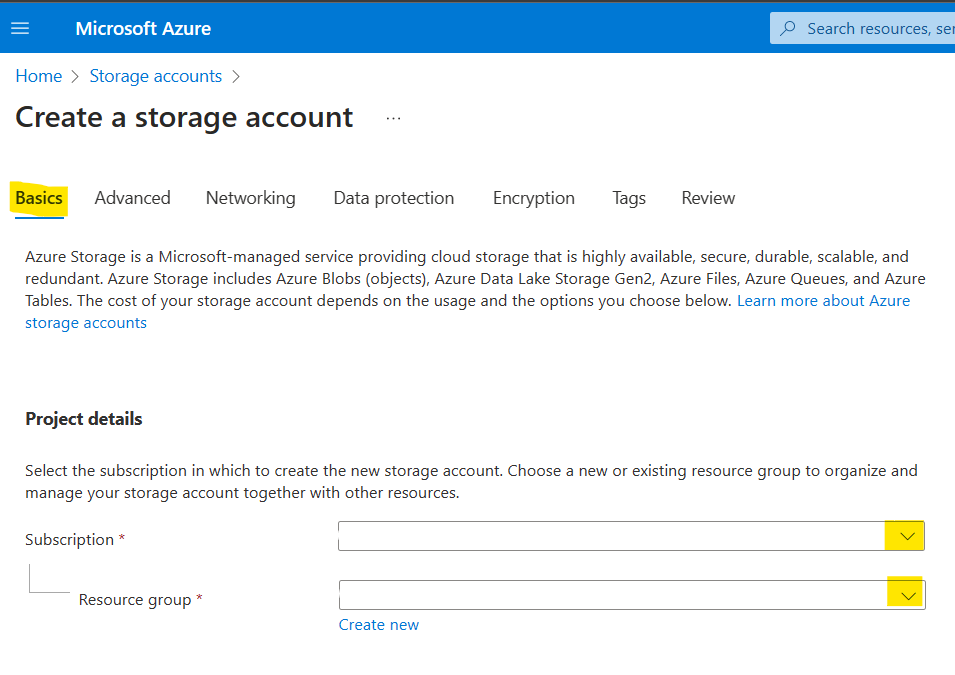 Microsoft Azure
Search resources, ser
Home > Storage accounts >
Create a storage account ...
Basics Advanced Networking Data protection Encryption Tags Review
Azure Storage is a Microsoft-managed service providing cloud storage that is highly available, secure, durable, scalable, and
redundant. Azure Storage includes Azure Blobs (objects), Azure Data Lake Storage Gen2, Azure Files, Azure Queues, and Azure
Tables. The cost of your storage account depends on the usage and the options you choose below. Learn more about Azure
storage accounts
Project details
Select the subscription in which to create the new storage account. Choose a new or existing resource group to organize and
manage your storage account together with other resources.
Subscription *
Resource group *
Create new